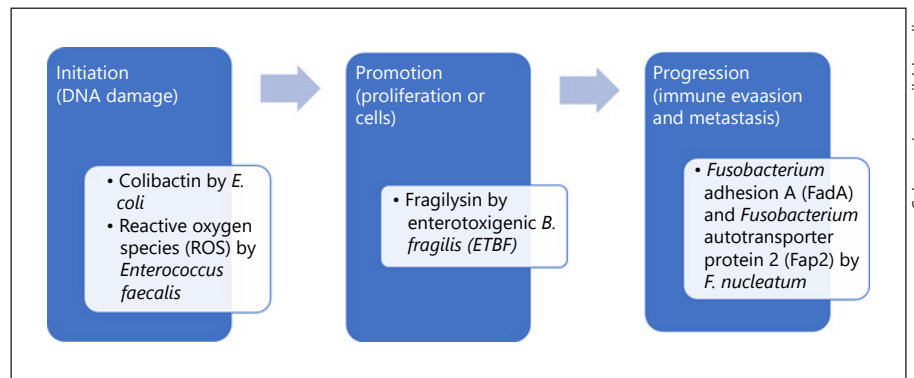 Initiation
(DNA damage)
• Colibactin by E.
coli
• Reactive oxygen
species (ROS) by
Enterococcus
faecalis
Promotion
(proliferation or
cells)
• Fragilysin by
enterotoxigenic B.
fragilis (ETBF)
Progression
(immune evaasion
and metastasis)
• Fusobacterium
adhesion A (FadA)
and Fusobacterium
autotransporter
protein 2 (Fap2) by
F. nucleatum